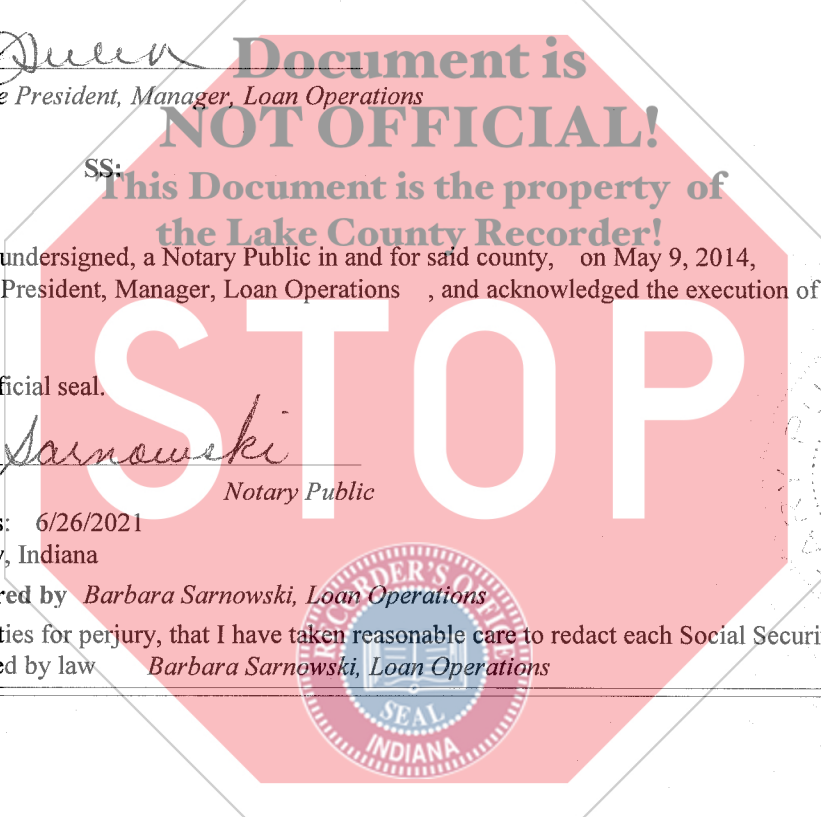 Document is
e President, Manager, Loan Operations
NOT OFFICIAL!
SS:
This Document is the property of
the Lake County Recorder!
undersigned, a Notary Public in and for said county, on May 9, 2014,
President, Manager, Loan Operations , and acknowledged the execution of
STOP
ficial seal.
Sarnowski
Notary Public
s: 6/26/2021
y, Indiana
red by Barbara Sarnowski, Loan Operations
ties for perjury, that I have taken reasonable care to redact each Social Securi
ed by law Barbara Sarnowski, Loan Operations
RECORDER'S OFFICE
SEAL
INDIANA